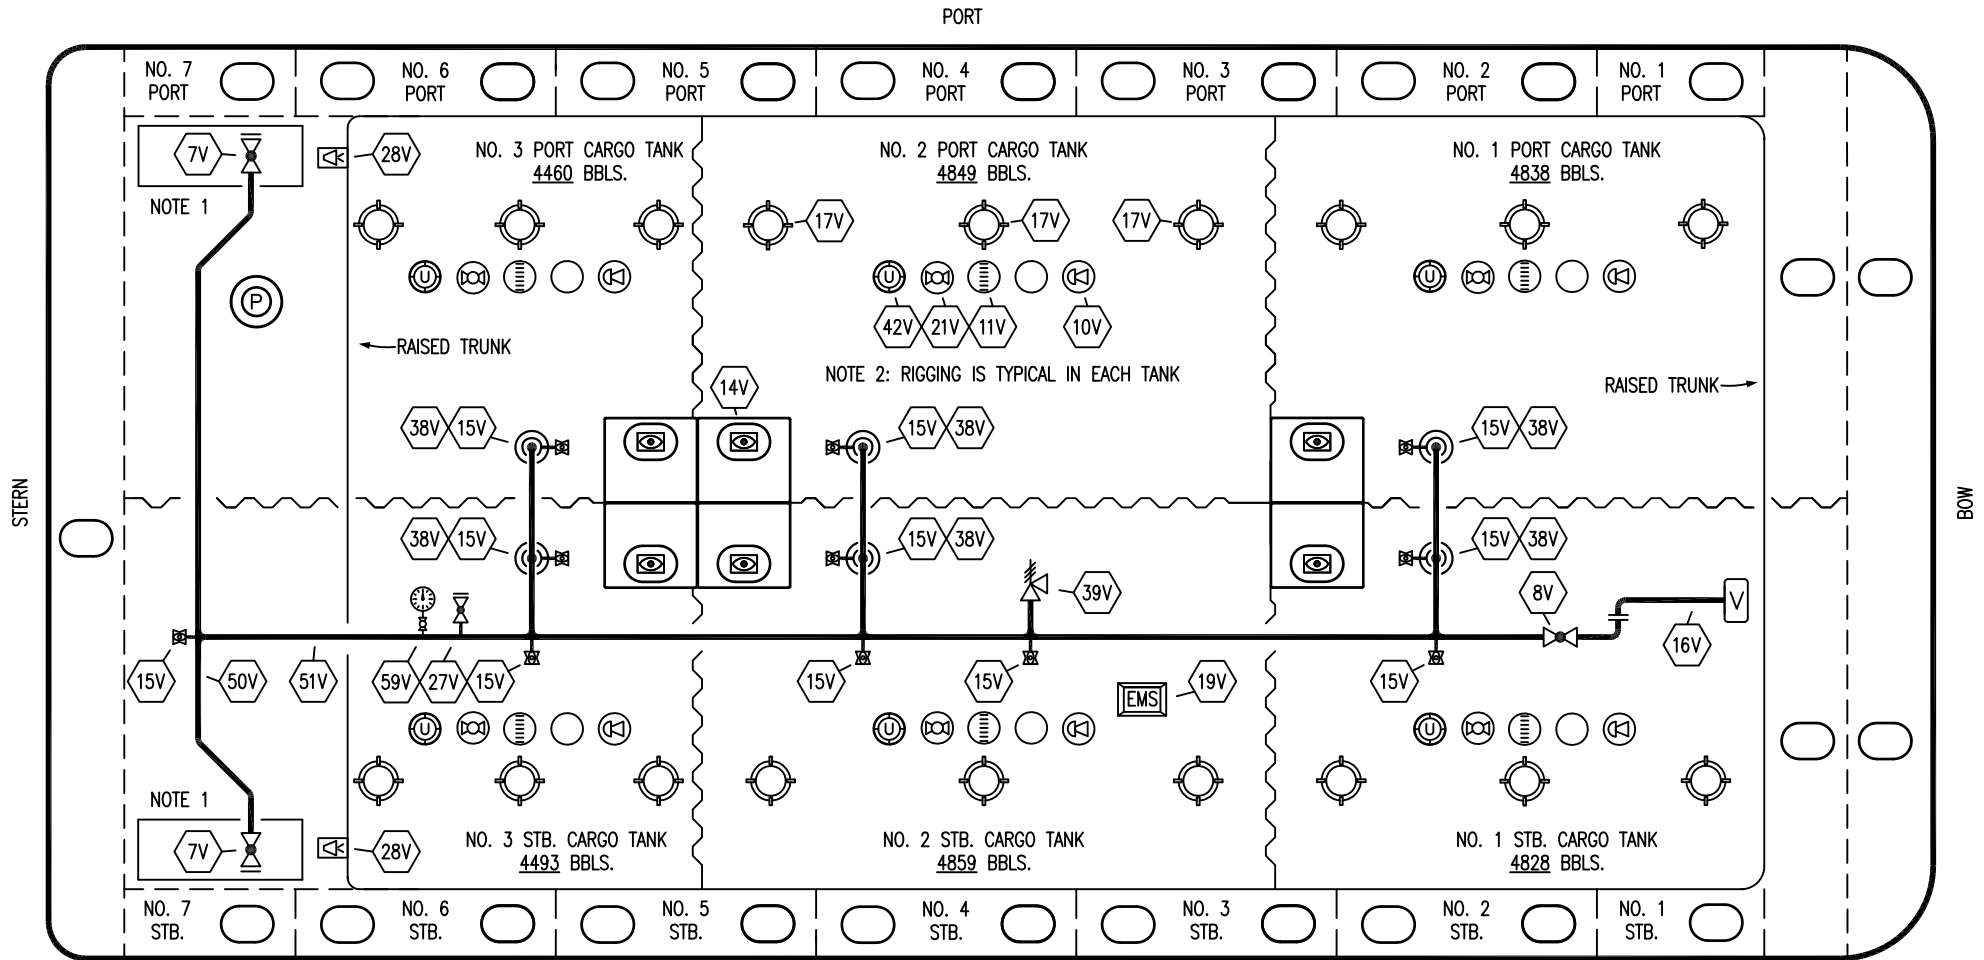 PORT
NO. 7
PORT
NO. 6
PORT
NO. 5
PORT
NO. 4
PORT
NO. 3
PORT
NO. 2
PORT
NO. 1
PORT
7V
28V
NO. 3 PORT CARGO TANK
4460 BBLS.
NO. 2 PORT CARGO TANK
4849 BBLS.
NO. 1 PORT CARGO TANK
4838 BBLS.
NOTE 1
17V
17V
17V
U
U
U
P
42V
21V
11V
10V
RAISED TRUNK
NOTE 2: RIGGING IS TYPICAL IN EACH TANK
RAISED TRUNK
14V
38V
15V
15V
38V
15V
38V
STERN
BOW
38V
15V
15V
38V
15V
38V
39V
8V
V
16V
15V
50V
51V
59V
27V
15V
15V
15V
EMS
19V
15V
U
U
U
NOTE 1
7V
28V
NO. 3 STB. CARGO TANK
4493 BBLS.
NO. 2 STB. CARGO TANK
4859 BBLS.
NO. 1 STB. CARGO TANK
4828 BBLS.
NO. 7
STB.
NO. 6
STB.
NO. 5
STB.
NO. 4
STB.
NO. 3
STB.
NO. 2
STB.
NO. 1
STB.